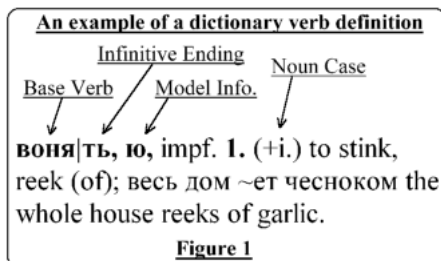 An example of a dictionary verb definition
Infinitive Ending
Noun Case
Base Verb
Model Info.
воня|ть, ю, impf. 1. (+i.) to stink,
reek (of); весь дом ~ет чесноком the
whole house reeks of garlic.
Figure 1